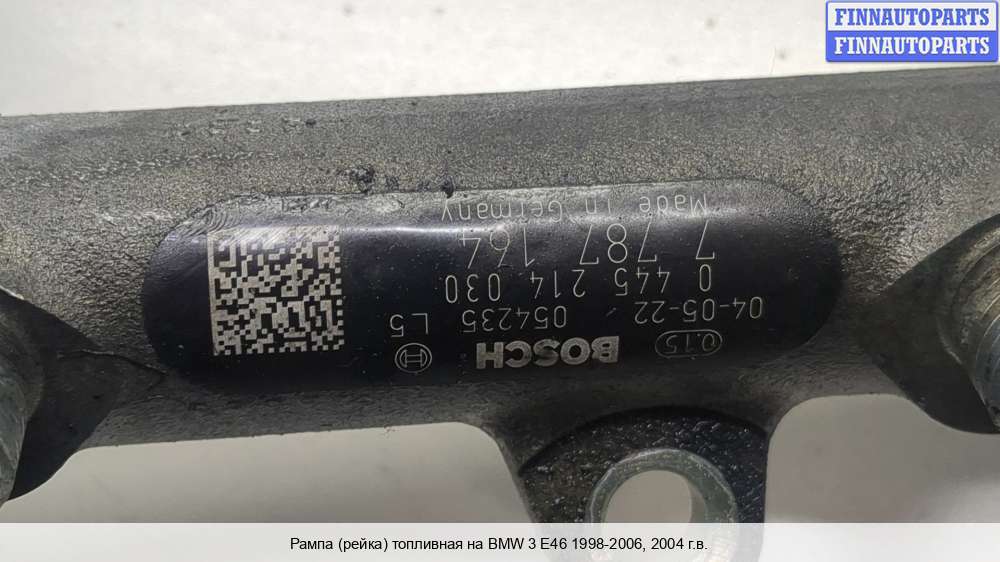 FINNAUTOPARTS
FINNAUTOPARTS
0.15 BOSCH
04-05-22 054235 L5
0 445 214 030
7 787 164
Made in Germany
Рампа (рейка) топливная на BMW 3 E46 1998-2006, 2004 г.в.